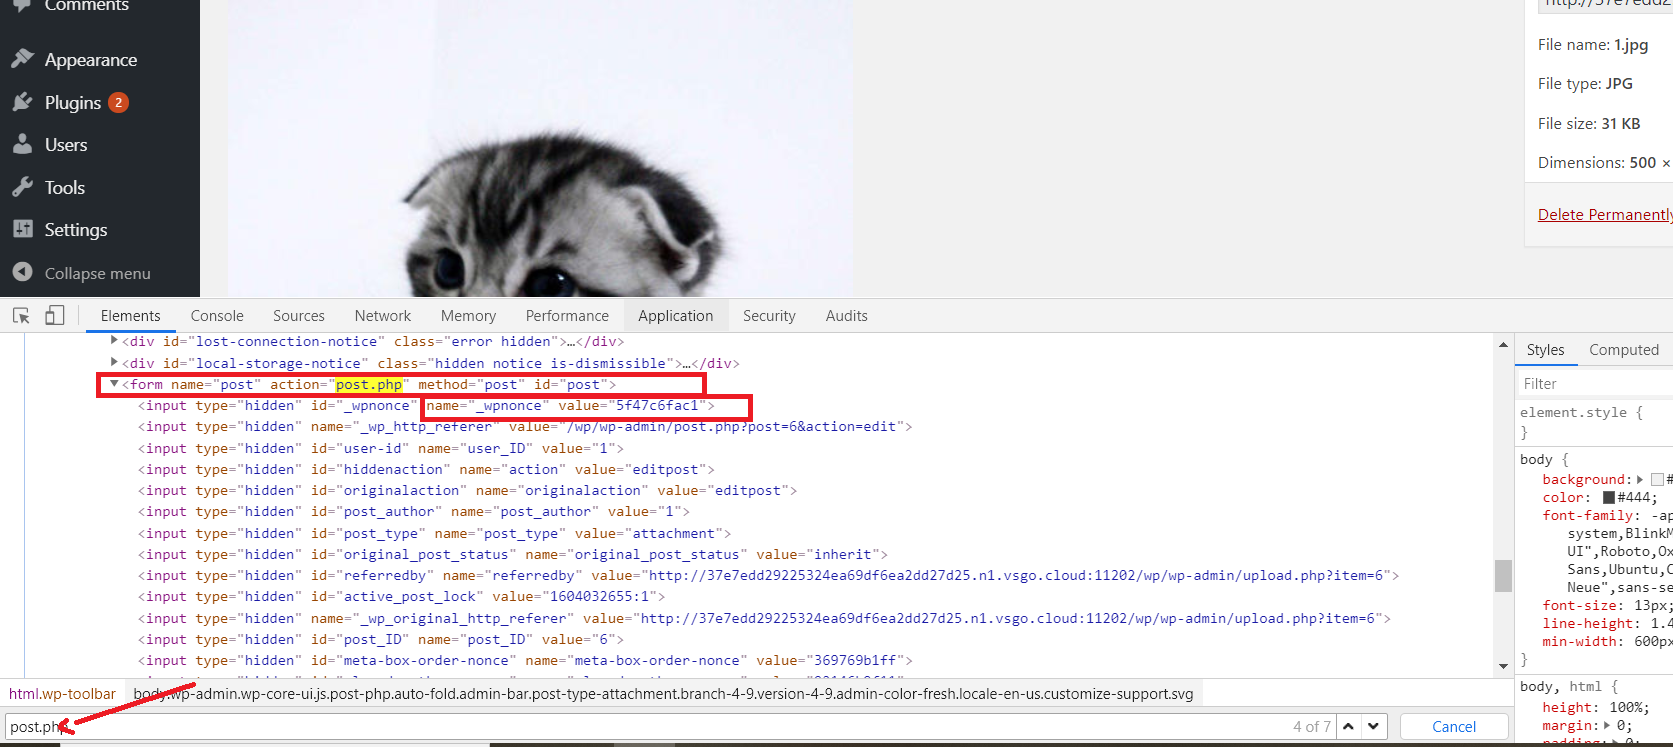 Comments
Appearance
Plugins 2
Users
Tools
Settings
Collapse menu
File name: 1.jpg
File type: JPG
File size: 31 KB
Dimensions: 500 ×
Delete Permanently
Elements Console Sources Network Memory Performance Application Security Audits
<div id="lost-connection-notice" class="error hidden">…</div>
<div id="local-storage-notice" class="hidden notice is-dismissible">…</div>
<form name="post" action="post.php" method="post" id="post">
<input type="hidden" id="_wpnonce" name="_wpnonce" value="5f47c6fac1">
<input type="hidden" name="_wp_http_referer" value="/wp/wp-admin/post.php?post=6&action=edit">
<input type="hidden" id="user-id" name="user_ID" value="1">
<input type="hidden" id="hiddenaction" name="action" value="editpost">
<input type="hidden" id="originalaction" name="originalaction" value="editpost">
<input type="hidden" id="post_author" name="post_author" value="1">
<input type="hidden" id="post_type" name="post_type" value="attachment">
<input type="hidden" id="original_post_status" name="original_post_status" value="inherit">
<input type="hidden" id="referredby" name="referredby" value="http://37e7edd29225324ea69df6ea2dd27d25.n1.vsgo.cloud:11202/wp/wp-admin/upload.php?item=6">
<input type="hidden" id="active_post_lock" value="1604032655:1">
<input type="hidden" name="_wp_original_http_referer" value="http://37e7edd29225324ea69df6ea2dd27d25.n1.vsgo.cloud:11202/wp/wp-admin/upload.php?item=6">
<input type="hidden" id="post_ID" name="post_ID" value="6">
<input type="hidden" id="meta-box-order-nonce" name="meta-box-order-nonce" value="369769b1ff">
html.wp-toolbar body.wp-admin.wp-core-ui.js.post-php.auto-fold.admin-bar.post-type-attachment.branch-4-9.version-4-9.admin-color-fresh.locale-en-us.customize-support.svg
post.php 4 of 7 Cancel
Styles Computed
Filter
element.style {
}
body {
background: #
color: #444;
font-family: -ap
system,BlinkM
UI",Roboto,Ox
Sans,Ubuntu,C
Neue",sans-se
font-size: 13px;
line-height: 1.4
min-width: 600px
}
body, html {
height: 100%;
margin: 0;
padding: 0;